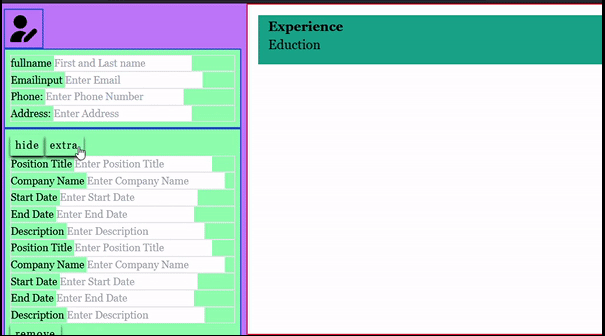 fullname First and Last name
Emailinput Enter Email
Phone: Enter Phone Number
Address: Enter Address
hide extra
Position Title Enter Position Title
Company Name Enter Company Name
Start Date Enter Start Date
End Date Enter End Date
Description Enter Description
Position Title Enter Position Title
Company Name Enter Company Name
Start Date Enter Start Date
End Date Enter End Date
Description Enter Description
remove
Experience
Eduction